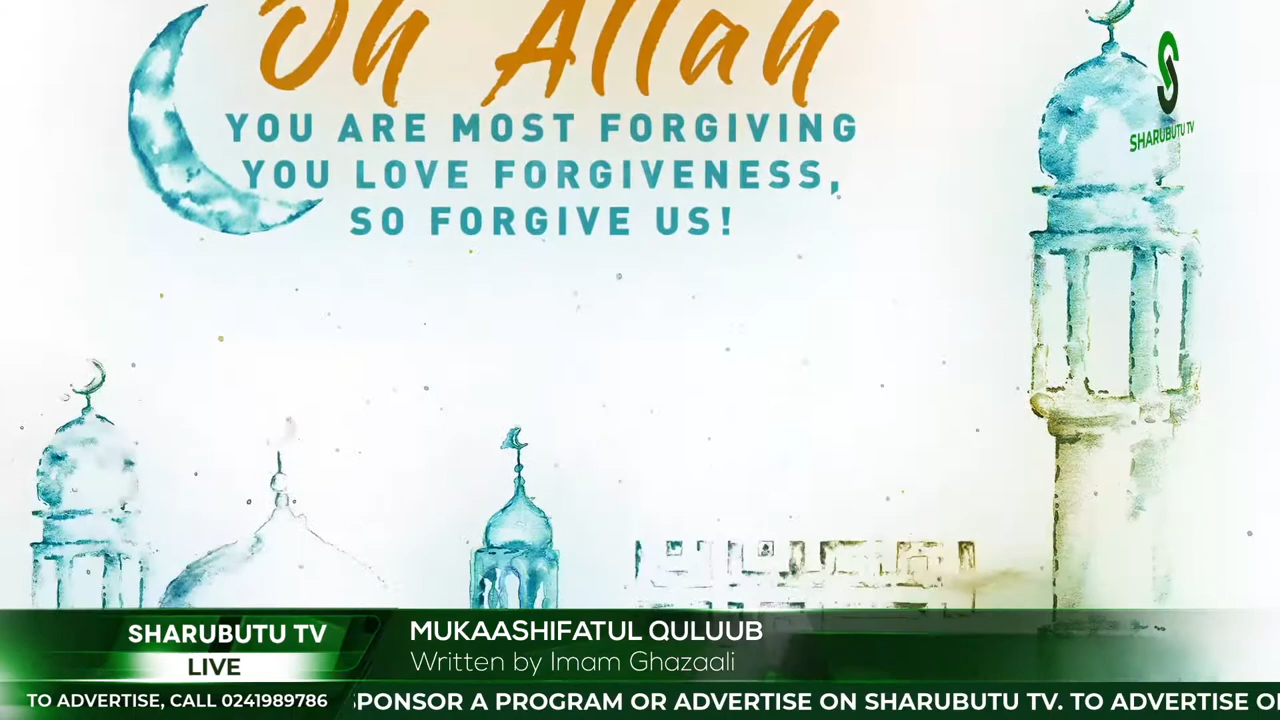 Oh Allah
YOU ARE MOST FORGIVING
YOU LOVE FORGIVENESS,
SO FORGIVE US!
SHARUBUTU TV
SHARUBUTU TV
LIVE
MUKAASHIFATUL QULUUB
Written by Imam Ghazaali
TO ADVERTISE, CALL 0241989786
SPONSOR A PROGRAM OR ADVERTISE ON SHARUBUTU TV. TO ADVERTISE